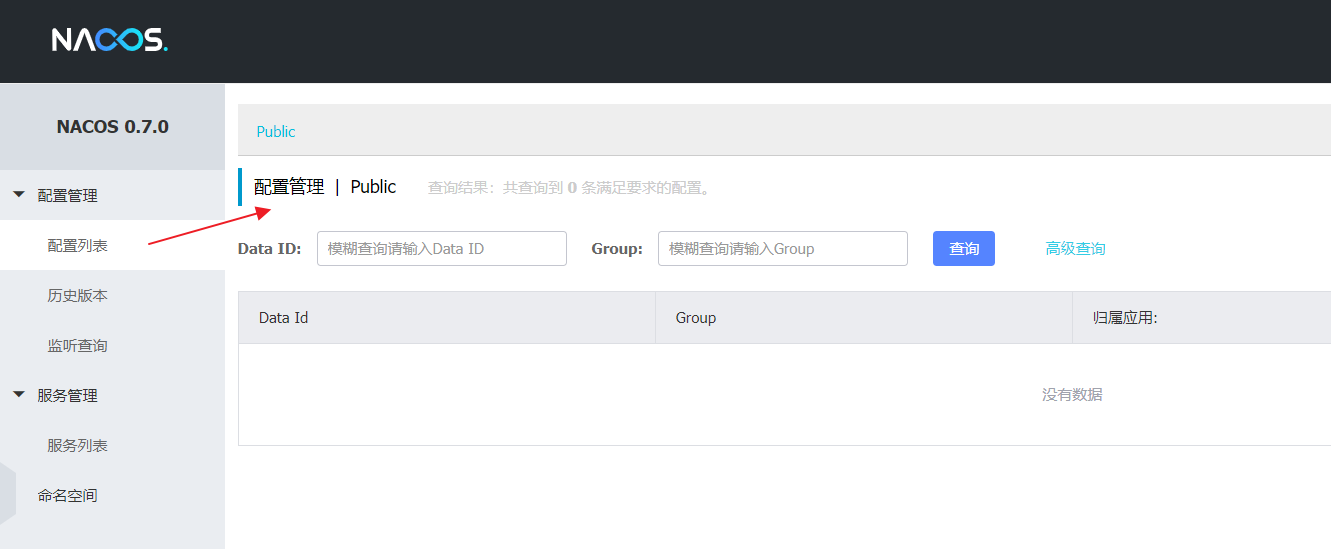 NACOS.
NACOS 0.7.0
配置管理
配置列表
历史版本
监听查询
服务管理
服务列表
命名空间
Public
配置管理 | Public 查询结果：共查询到 0 条满足要求的配置。
Data ID: 模糊查询请输入Data ID Group: 模糊查询请输入Group 查询 高级查询
Data Id Group 归属应用:
没有数据